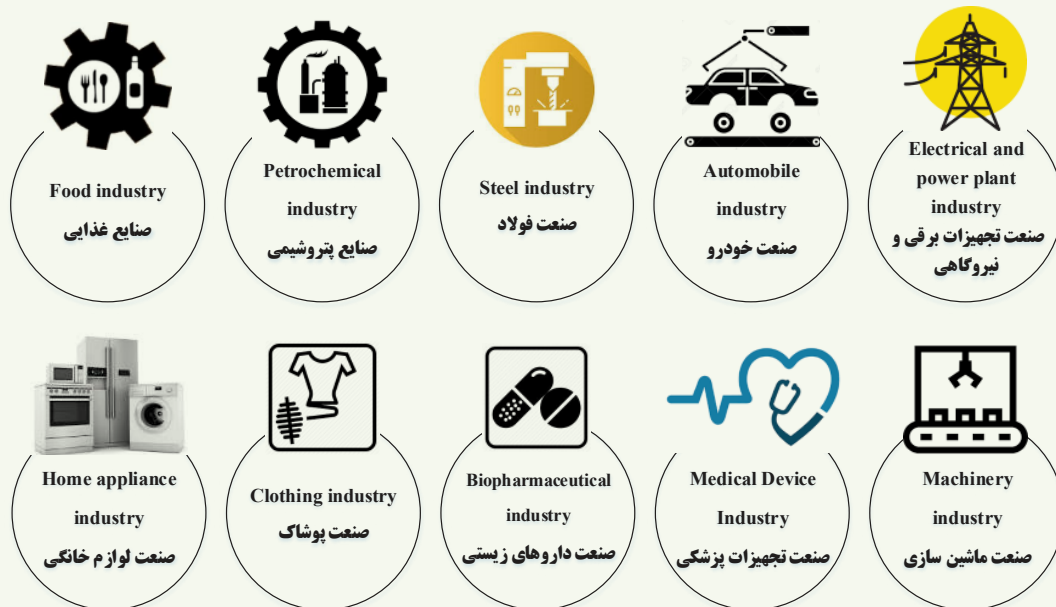 Food industry
صنایع غذایی
Petrochemical
industry
صنایع پتروشیمی
Steel industry
صنعت فولاد
Automobile
industry
صنعت خودرو
Electrical and
power plant
industry
صنعت تجهیزات برقی و
نیروگاهی
Home appliance
industry
صنعت لوازم خانگی
Clothing industry
صنعت پوشاک
Biopharmaceutical
industry
صنعت داروهای زیستی
Medical Device
Industry
صنعت تجهیزات پزشکی
Machinery
industry
صنعت ماشین سازی